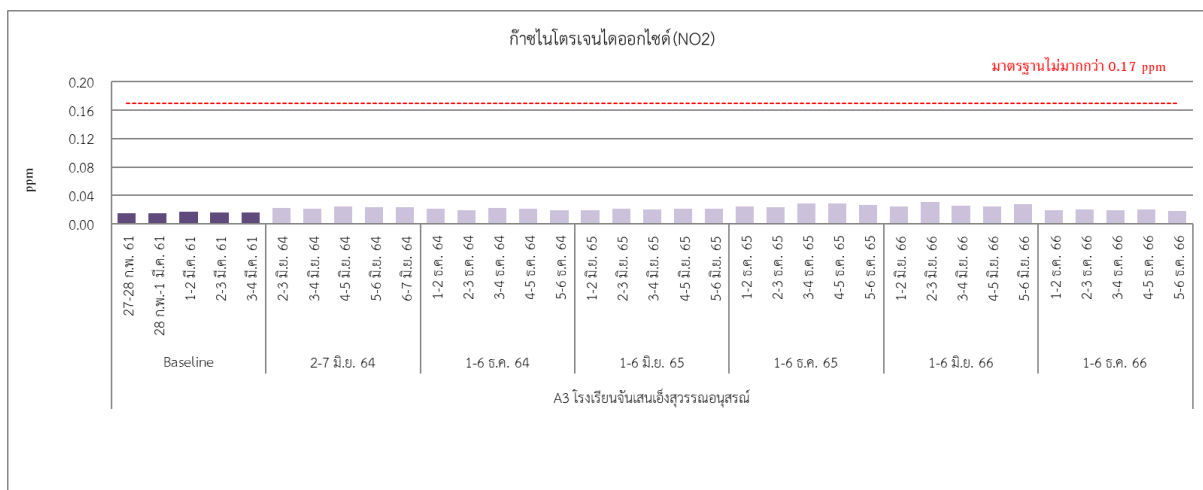 ก๊าซไนโตรเจนไดออกไซด์ (NO2)
มาตรฐานไม่มากกว่า 0.17 ppm
0.20
0.16
0.12
0.08
0.04
0.00
ppm
27-28 ก.พ. 61
28 ก.พ.-1 มี.ค. 61
1-2 มี.ค. 61
2-3 มี.ค. 61
3-4 มี.ค. 61
2-3 มิ.ย. 64
3-4 มิ.ย. 64
4-5 มิ.ย. 64
5-6 มิ.ย. 64
6-7 มิ.ย. 64
1-2 ธ.ค. 64
2-3 ธ.ค. 64
3-4 ธ.ค. 64
4-5 ธ.ค. 64
5-6 ธ.ค. 64
1-2 มิ.ย. 65
2-3 มิ.ย. 65
3-4 มิ.ย. 65
4-5 มิ.ย. 65
5-6 มิ.ย. 65
1-2 ธ.ค. 65
2-3 ธ.ค. 65
3-4 ธ.ค. 65
4-5 ธ.ค. 65
5-6 ธ.ค. 65
1-2 มิ.ย. 66
2-3 มิ.ย. 66
3-4 มิ.ย. 66
4-5 มิ.ย. 66
5-6 มิ.ย. 66
1-2 ธ.ค. 66
2-3 ธ.ค. 66
3-4 ธ.ค. 66
4-5 ธ.ค. 66
5-6 ธ.ค. 66
Baseline
2-7 มิ.ย. 64
1-6 ธ.ค. 64
1-6 มิ.ย. 65
1-6 ธ.ค. 65
1-6 มิ.ย. 66
1-6 ธ.ค. 66
A3 โรงเรียนจันเสนเอ็งสุวรรณอนุสรณ์